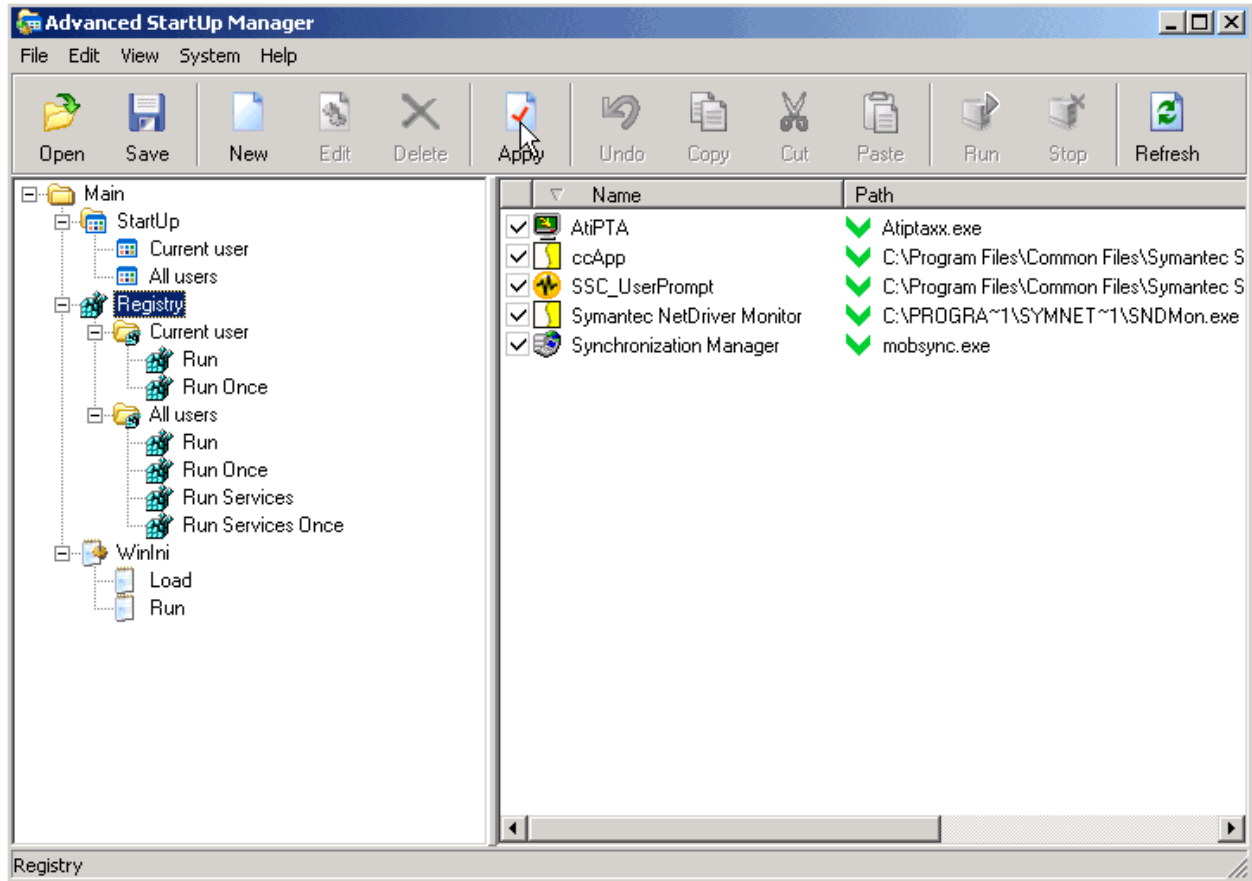 Advanced StartUp Manager
File Edit View System Help
Open Save New Edit Delete Apply Undo Copy Cut Paste Run Stop Refresh
Main
StartUp
Current user
All users
Registry
Current user
Run
Run Once
All users
Run
Run Once
Run Services
Run Services Once
WinIni
Load
Run
Name Path
AtiPTA Atiptaxx.exe
ccApp C:\Program Files\Common Files\Symantec S
SSC_UserPrompt C:\Program Files\Common Files\Symantec S
Symantec NetDriver Monitor C:\PROGRA~1\SYMNET~1\SNDMon.exe
Synchronization Manager mobsync.exe
Registry